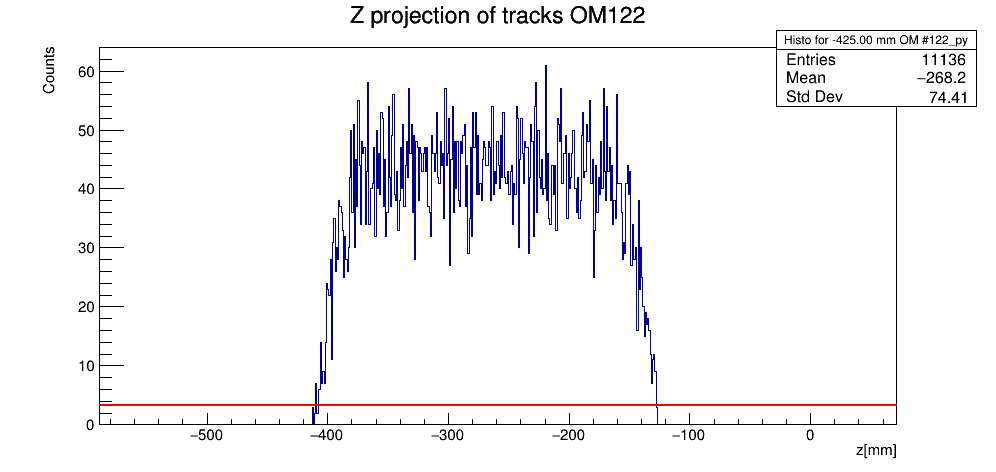 Z projection of tracks OM122
Histo for -425.00 mm OM #122_py
Entries 11136
Mean −268.2
Std Dev 74.41
Counts
60
50
40
30
20
10
0
−500 −400 −300 −200 −100 0
z[mm]